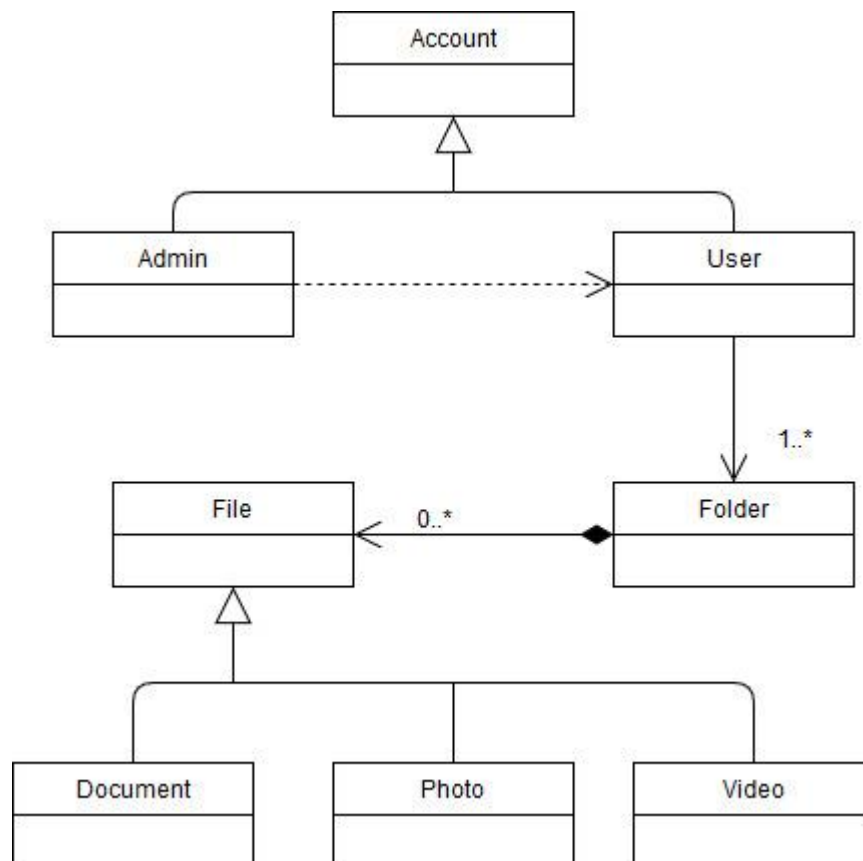 Account
Admin
User
1..*
File
0..*
Folder
Document
Photo
Video